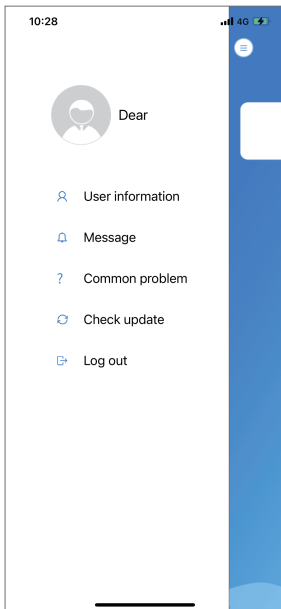 10:28
4G
Dear
User information
Message
? Common problem
Check update
Log out